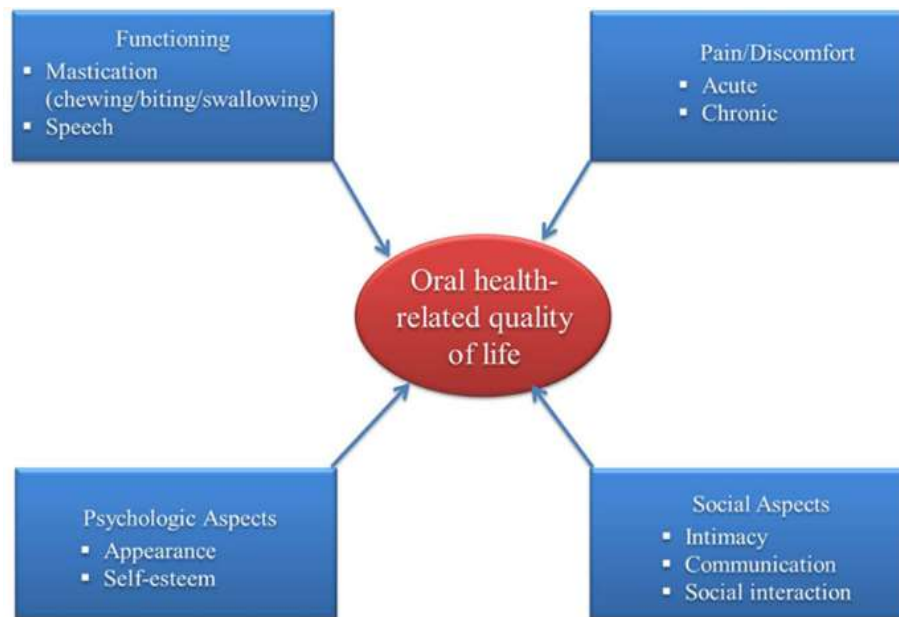 Functioning
▪ Mastication
(chewing/biting/swallowing)
▪ Speech
Pain/Discomfort
▪ Acute
▪ Chronic
Oral health-
related quality
of life
Psychologic Aspects
▪ Appearance
▪ Self-esteem
Social Aspects
▪ Intimacy
▪ Communication
▪ Social interaction